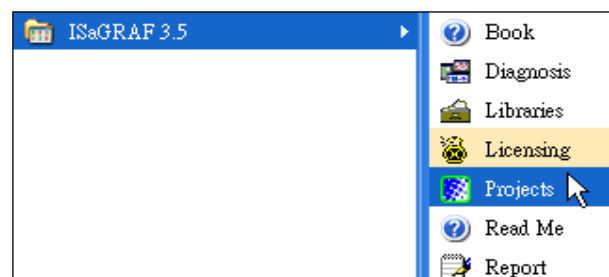 ISaGRAF 3.5
Book
Diagnosis
Libraries
Licensing
Projects
Read Me
Report